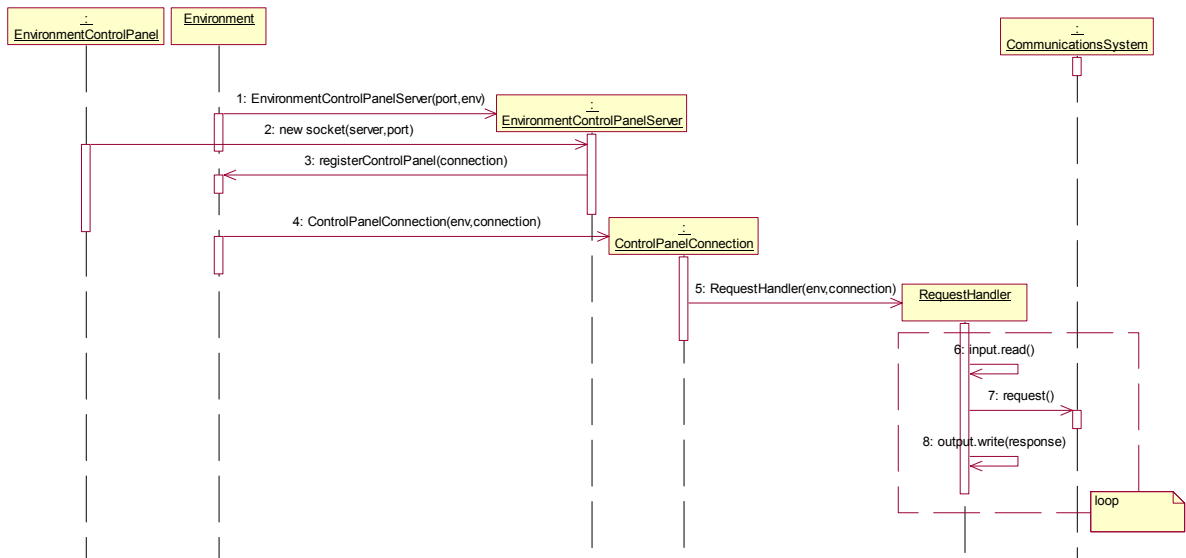 :
EnvironmentControlPanel
Environment
:
CommunicationsSystem
1: EnvironmentControlPanelServer(port,env)
:
EnvironmentControlPanelServer
2: new socket(server,port)
3: registerControlPanel(connection)
4: ControlPanelConnection(env,connection)
:
ControlPanelConnection
5: RequestHandler(env,connection)
RequestHandler
6: input.read()
7: request()
8: output.write(response)
loop